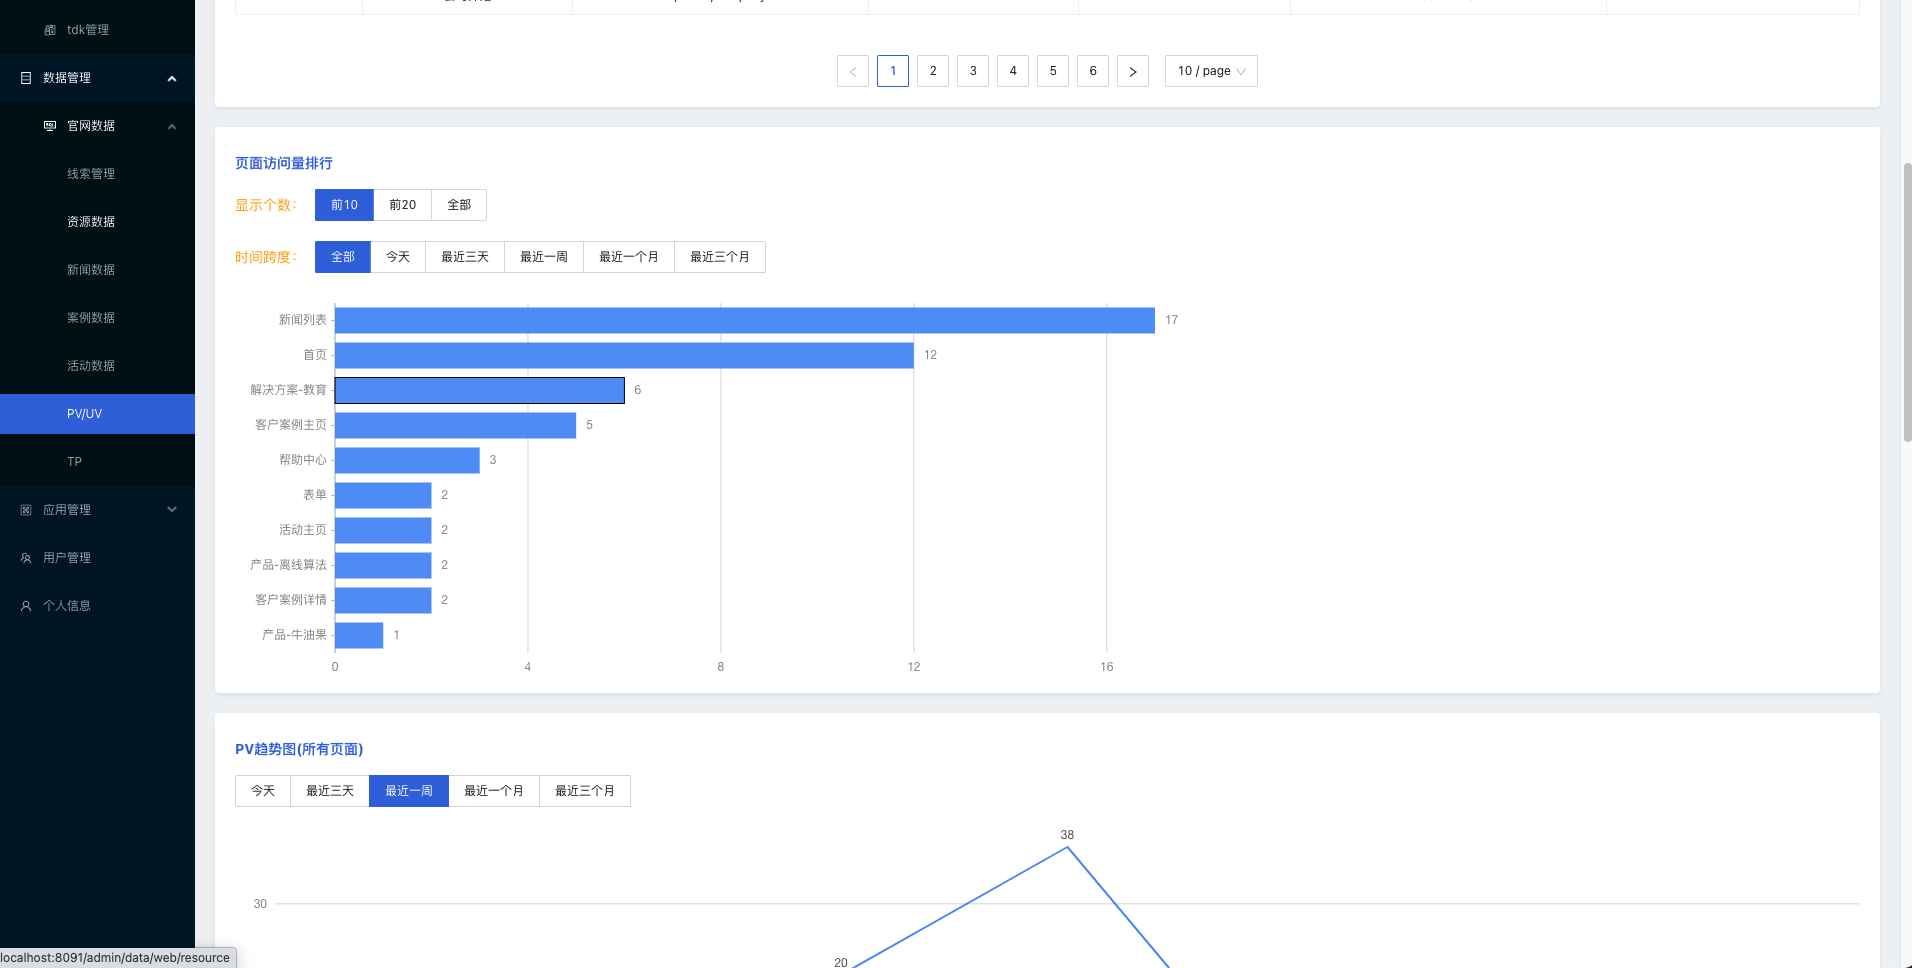 tdk管理
数据管理
官网数据
线索管理
资源数据
新闻数据
案例数据
活动数据
PV/UV
TP
应用管理
用户管理
个人信息
1 2 3 4 5 6 10 / page
页面访问量排行
显示个数： 前10 前20 全部
时间跨度： 全部 今天 最近三天 最近一周 最近一个月 最近三个月
新闻列表 17
首页 12
解决方案-教育 6
客户案例主页 5
帮助中心 3
表单 2
活动主页 2
产品-离线算法 2
客户案例详情 2
产品-牛油果 1
0 4 8 12 16
PV趋势图(所有页面)
今天 最近三天 最近一周 最近一个月 最近三个月
38
30
20
localhost:8091/admin/data/web/resource